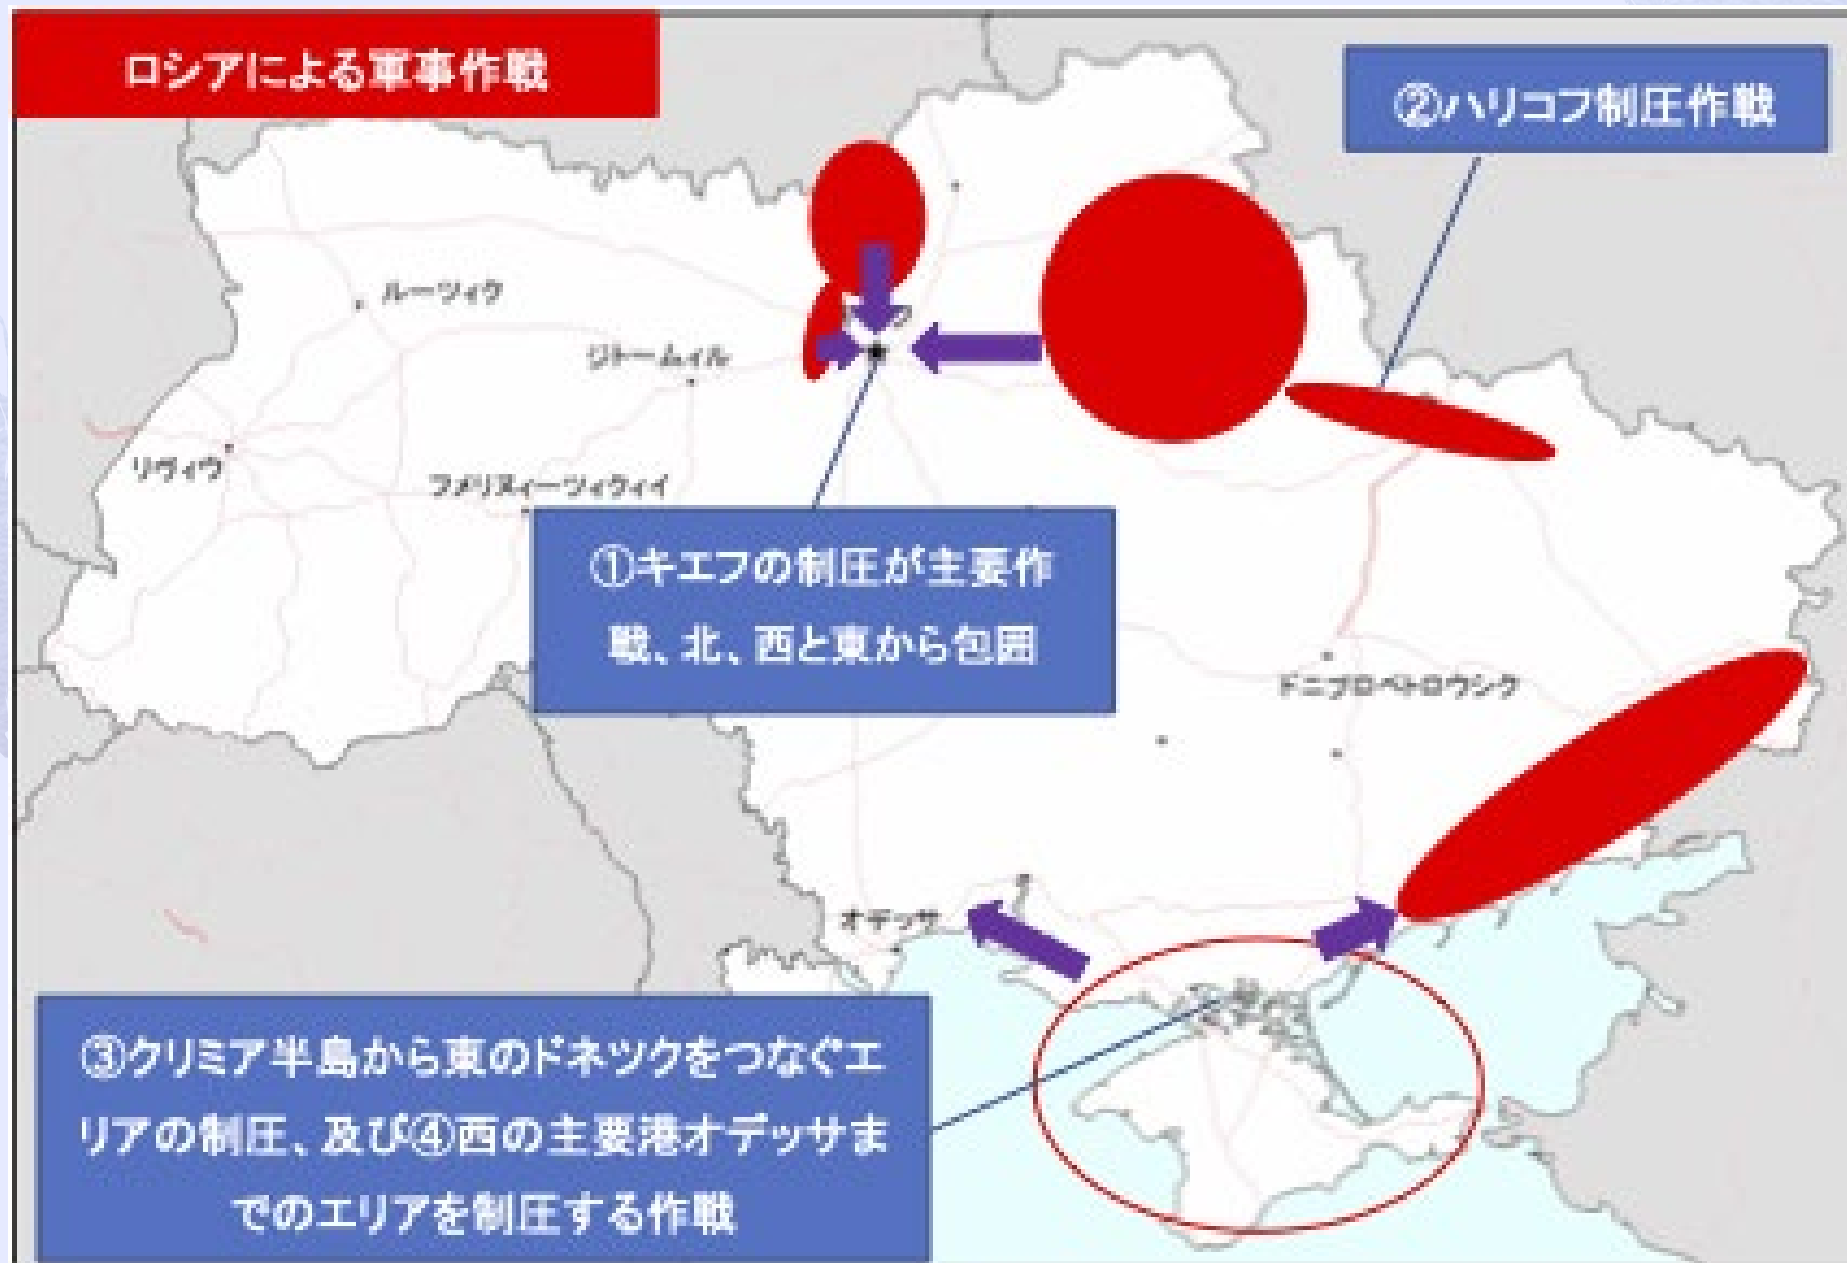 ロシアによる軍事作戦
②ハリコフ制圧作戦
ルーツィク
ジトームィル
リヴィウ
フメリヌィーツィクィイ
①キエフの制圧が主要作
戦、北、西と東から包囲
ドニプロペトロウシク
オデッサ
③クリミア半島から東のドネツクをつなぐエ
リアの制圧、及び④西の主要港オデッサま
でのエリアを制圧する作戦